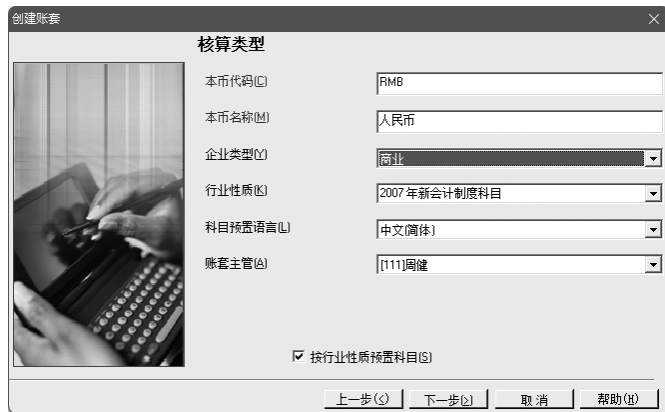 创建账套
核算类型
本币代码(C) RMB
本币名称(M) 人民币
企业类型(Y) 商业
行业性质(K) 2007年新会计制度科目
科目预置语言(L) 中文(简体)
账套主管(A) [111]周健
按行业性质预置科目(S)
上一步(<) 下一步(>) 取消 帮助(H)